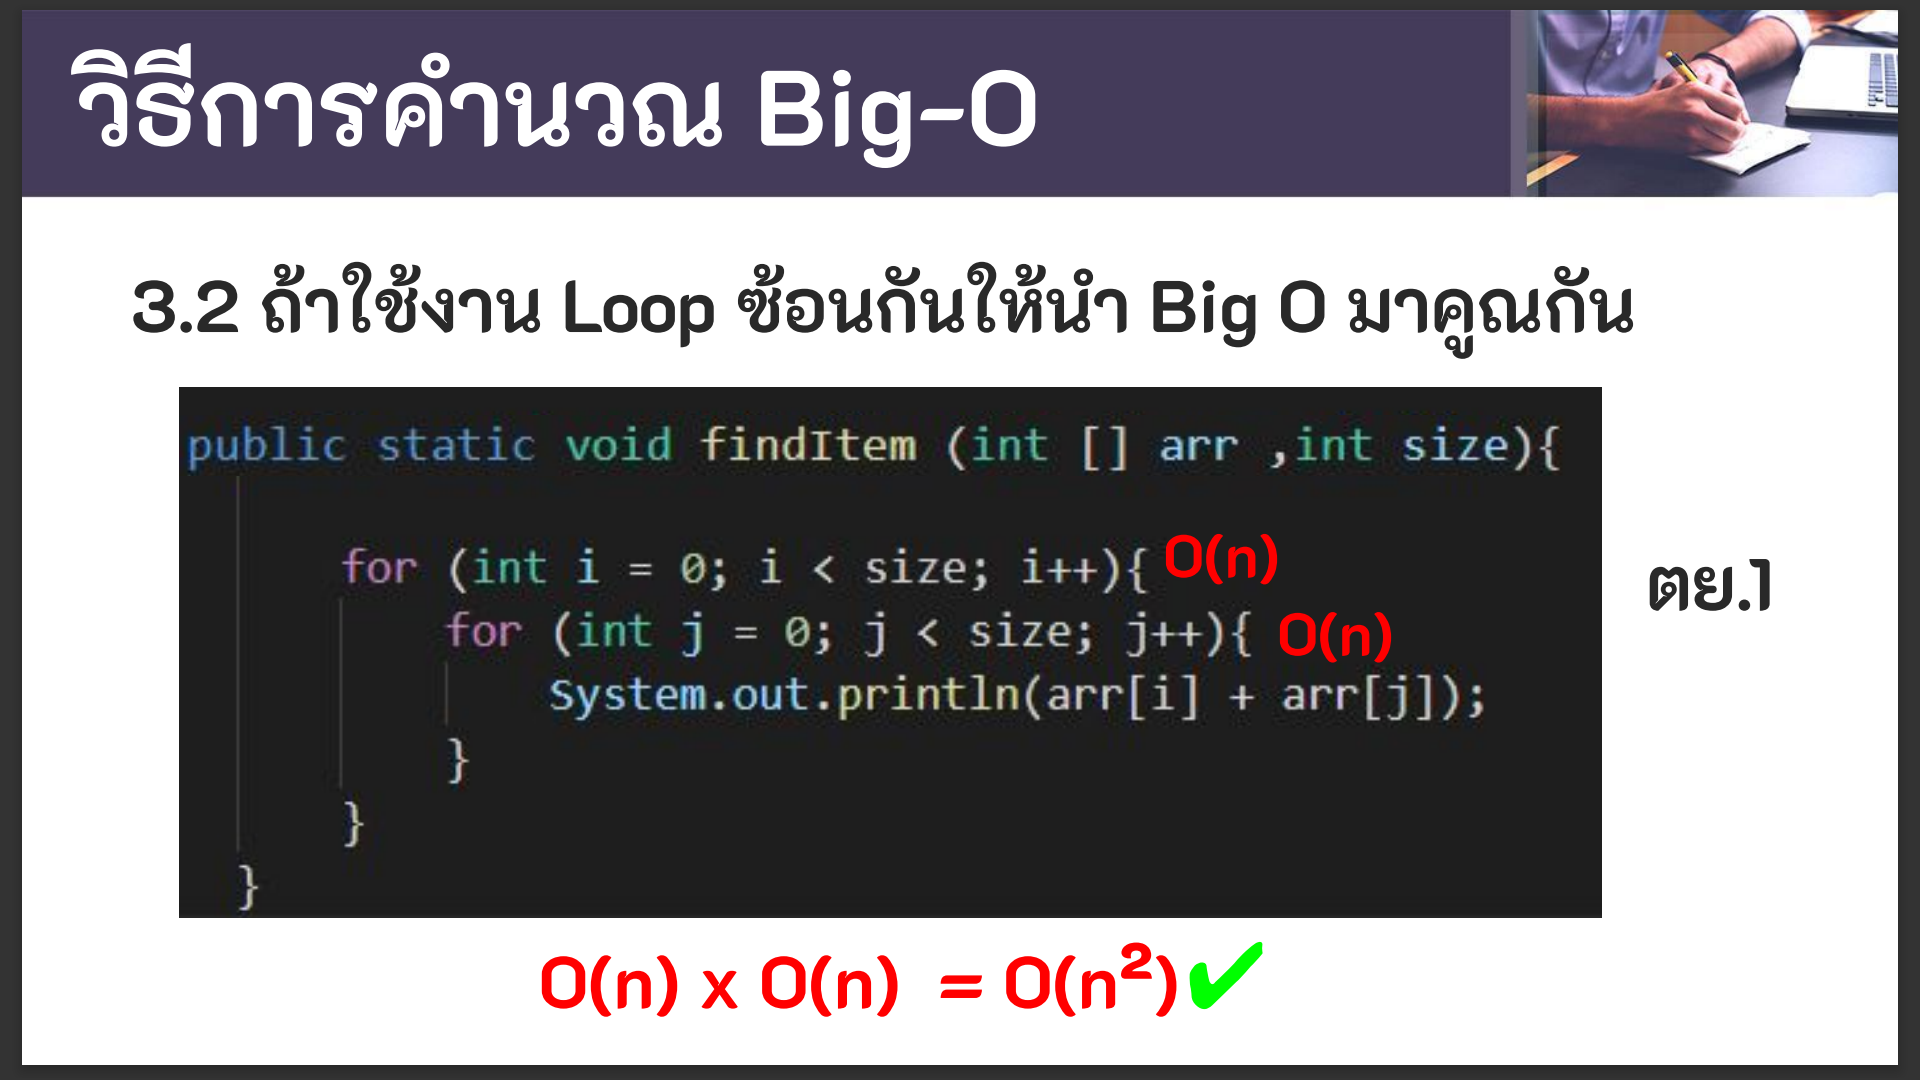 วิธีการคำนวณ Big-O
3.2 ถ้าใช้งาน Loop ซ้อนกันให้นำ Big O มาคูณกัน
public static void findItem (int [] arr ,int size){
for (int i = 0; i < size; i++){ O(n)
for (int j = 0; j < size; j++){ O(n)
System.out.println(arr[i] + arr[j]);
}
}
}
ตย.1
O(n) x O(n) = O(n²)✔